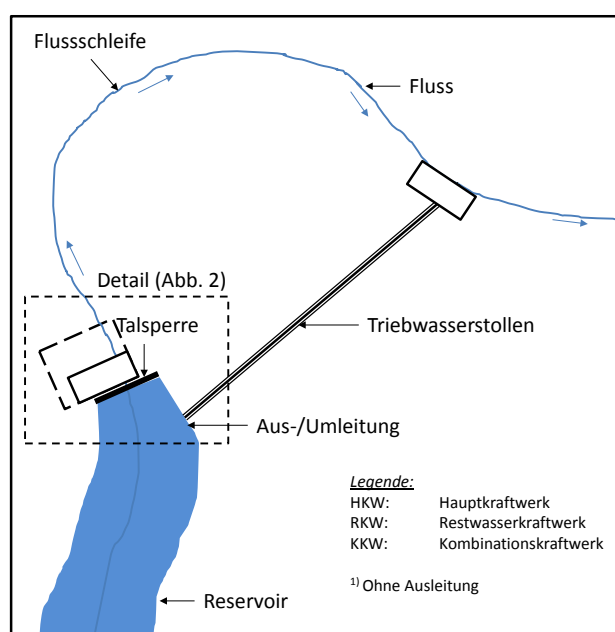 Flussschleife
Fluss
Detail (Abb. 2)
Talsperre
Triebwasserstollen
Aus-/Umleitung
Legende:
HKW: Hauptkraftwerk
RKW: Restwasserkraftwerk
KKW: Kombinationskraftwerk
1) Ohne Ausleitung
Reservoir